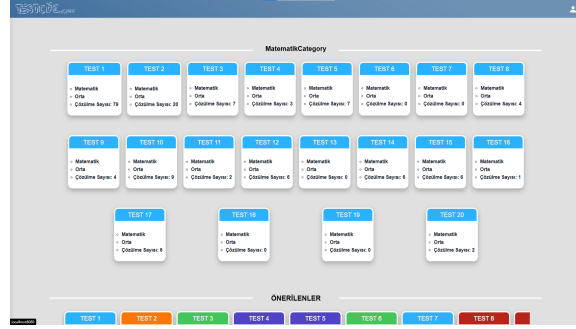 TESTÇÖZ.com
MatematikCategory
TEST 1
Matematik
Orta
Çözülme Sayısı: 79
TEST 2
Matematik
Orta
Çözülme Sayısı: 20
TEST 3
Matematik
Orta
Çözülme Sayısı: 7
TEST 4
Matematik
Orta
Çözülme Sayısı: 3
TEST 5
Matematik
Orta
Çözülme Sayısı: 7
TEST 6
Matematik
Orta
Çözülme Sayısı: 0
TEST 7
Matematik
Orta
Çözülme Sayısı: 0
TEST 8
Matematik
Orta
Çözülme Sayısı: 4
TEST 9
Matematik
Orta
Çözülme Sayısı: 4
TEST 10
Matematik
Orta
Çözülme Sayısı: 9
TEST 11
Matematik
Orta
Çözülme Sayısı: 2
TEST 12
Matematik
Orta
Çözülme Sayısı: 6
TEST 13
Matematik
Orta
Çözülme Sayısı: 0
TEST 14
Matematik
Orta
Çözülme Sayısı: 6
TEST 15
Matematik
Orta
Çözülme Sayısı: 6
TEST 16
Matematik
Orta
Çözülme Sayısı: 1
TEST 17
Matematik
Orta
Çözülme Sayısı: 8
TEST 18
Matematik
Orta
Çözülme Sayısı: 0
TEST 19
Matematik
Orta
Çözülme Sayısı: 0
TEST 20
Matematik
Orta
Çözülme Sayısı: 2
ÖNERİLENLER
TEST 1
TEST 2
TEST 3
TEST 4
TEST 5
TEST 6
TEST 7
TEST 8